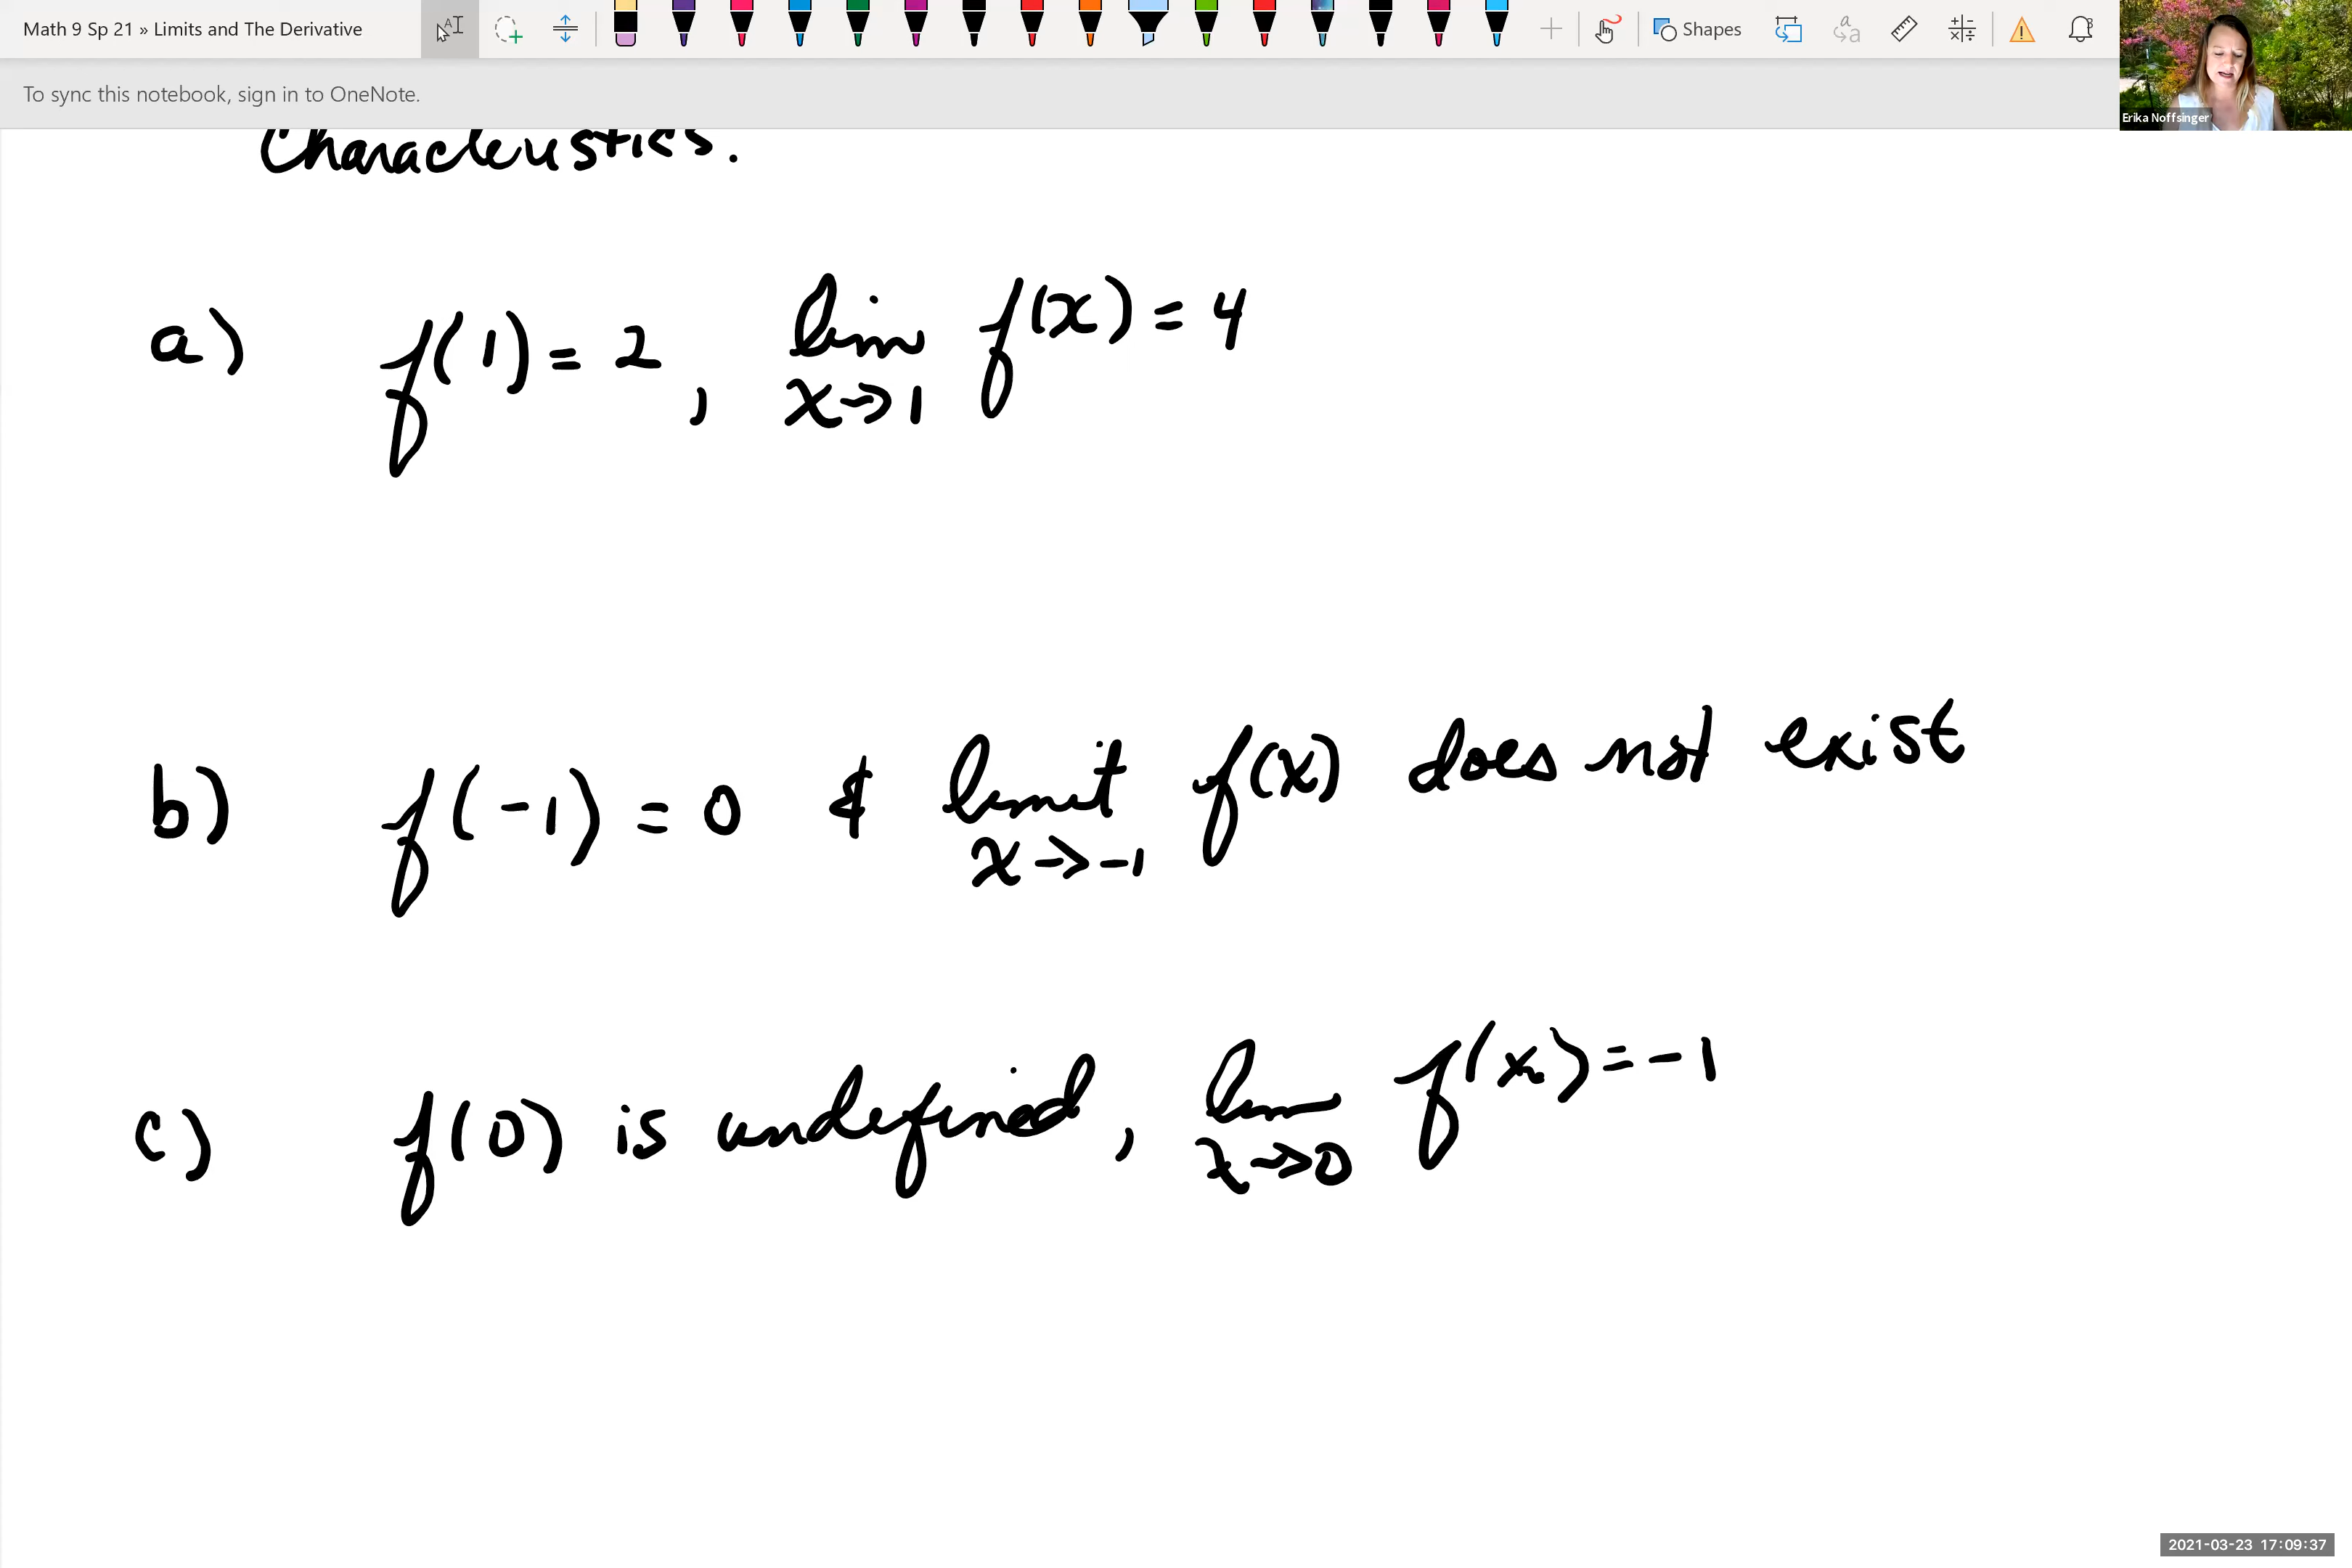 Math 9 Sp 21 » Limits and The Derivative
Shapes
3
To sync this notebook, sign in to OneNote.
Erika Noffsinger
Characteristics.
a) f(1) = 2, lim f(x) = 4
x→1
b) f(-1) = 0 & limit f(x) does not exist
x→-1
c) f(0) is undefined, lim f(x) = -1
x→0
2021-03-23 17:09:37